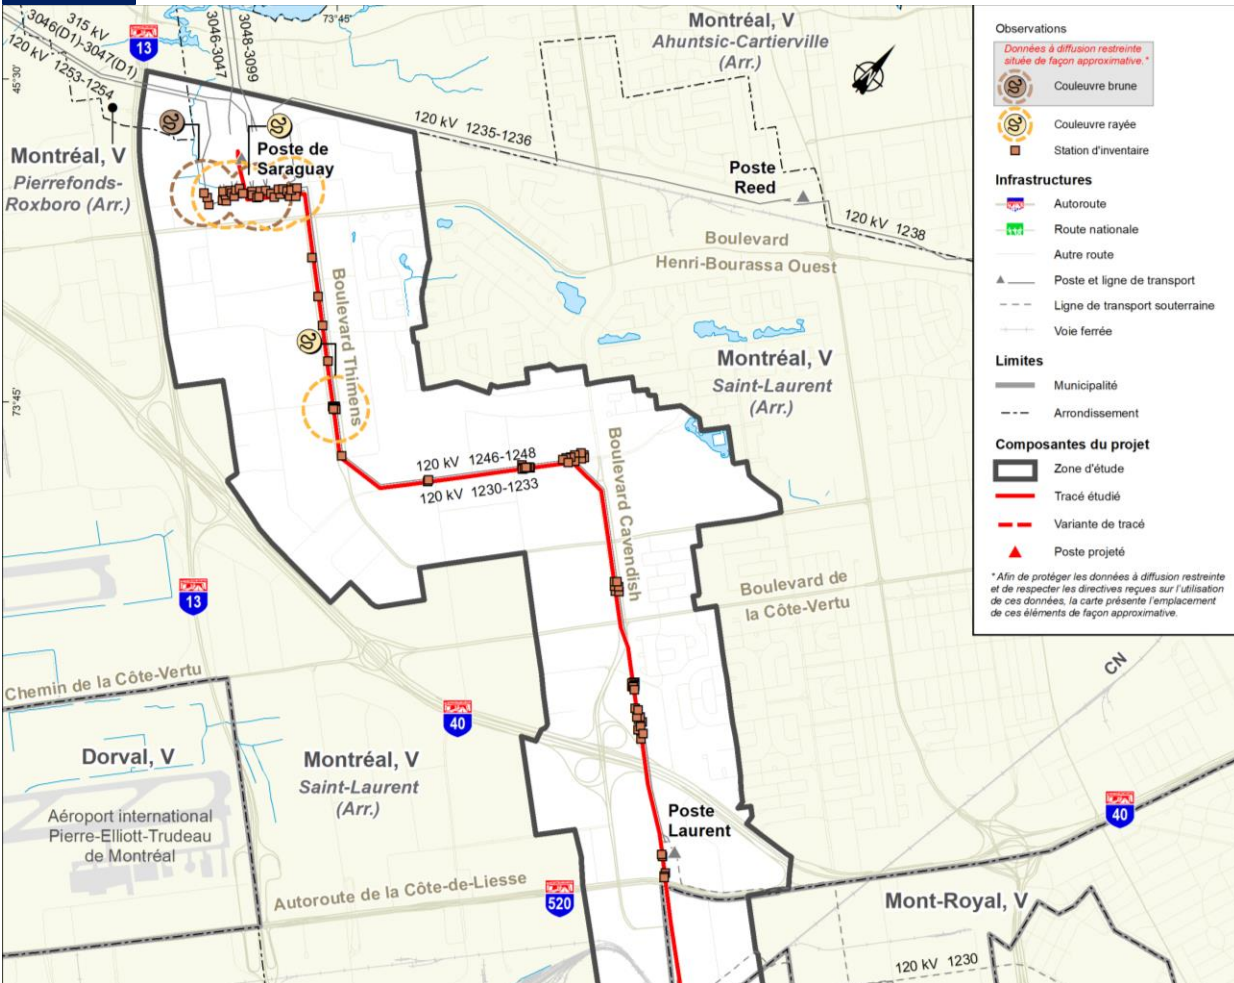 315 kV
3046(D1)-3047(D1)
120 kV 1253-1254
3046-3047
3048-3099
73°45'
45°30'
13
Montréal, V
Ahuntsic-Cartierville
(Arr.)
120 kV 1235-1236
Montréal, V
Pierrefonds-
Roxboro (Arr.)
Poste de
Saraguay
Poste
Reed
120 kV 1238
Boulevard
Henri-Bourassa Ouest
Boulevard Thimens
73°45'
Montréal, V
Saint-Laurent
(Arr.)
120 kV 1246-1248
120 kV 1230-1233
Boulevard Cavendish
13
Boulevard de
la Côte-Vertu
Chemin de la Côte-Vertu
40
CN
Dorval, V
Montréal, V
Saint-Laurent
(Arr.)
Aéroport international
Pierre-Elliott-Trudeau
de Montréal
Poste
Laurent
40
Autoroute de la Côte-de-Liesse
520
Mont-Royal, V
120 kV 1230
Observations
Données à diffusion restreinte
située de façon approximative.*
Couleuvre brune
Couleuvre rayée
Station d'inventaire
Infrastructures
Autoroute
Route nationale
Autre route
Poste et ligne de transport
Ligne de transport souterraine
Voie ferrée
Limites
Municipalité
Arrondissement
Composantes du projet
Zone d'étude
Tracé étudié
Variante de tracé
Poste projeté
* Afin de protéger les données à diffusion restreinte
et de respecter les directives reçues sur l'utilisation
de ces données, la carte présente l'emplacement
de ces éléments de façon approximative.